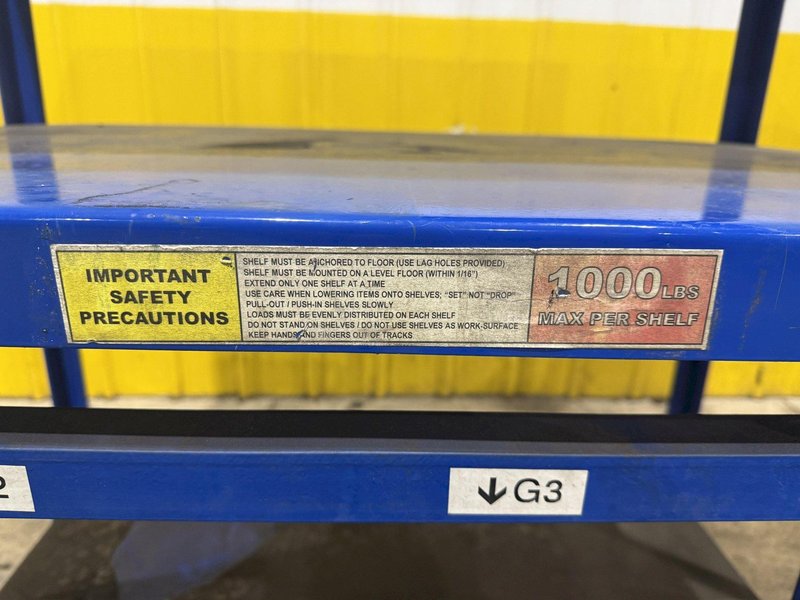 IMPORTANT
SAFETY
PRECAUTIONS
SHELF MUST BE ANCHORED TO FLOOR (USE LAG HOLES PROVIDED)
SHELF MUST BE MOUNTED ON A LEVEL FLOOR (WITHIN 1/16")
EXTEND ONLY ONE SHELF AT A TIME
USE CARE WHEN LOWERING ITEMS ONTO SHELVES; "SET" NOT "DROP"
PULL-OUT / PUSH-IN SHELVES SLOWLY
LOADS MUST BE EVENLY DISTRIBUTED ON EACH SHELF
DO NOT STAND ON SHELVES / DO NOT USE SHELVES AS WORK-SURFACE
KEEP HANDS AND FINGERS OUT OF TRACKS
1000LBS
MAX PER SHELF
2
↓G3